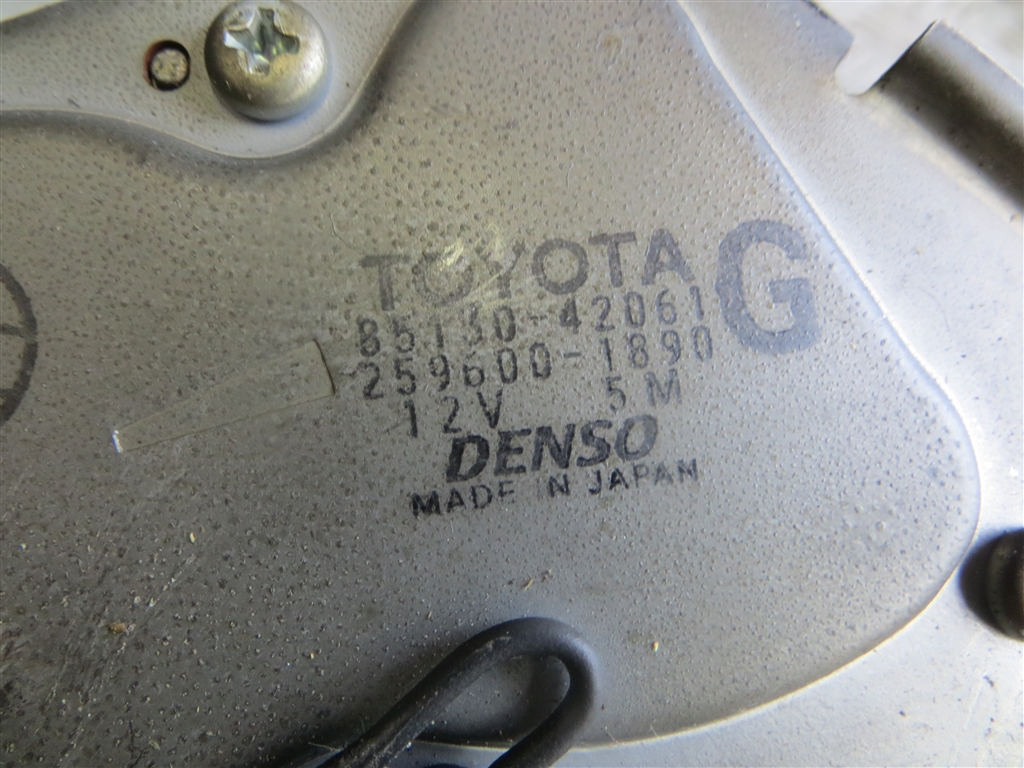 TOYOTA G
85130-42061
259600-1890
12V 5M
DENSO
MADE IN JAPAN